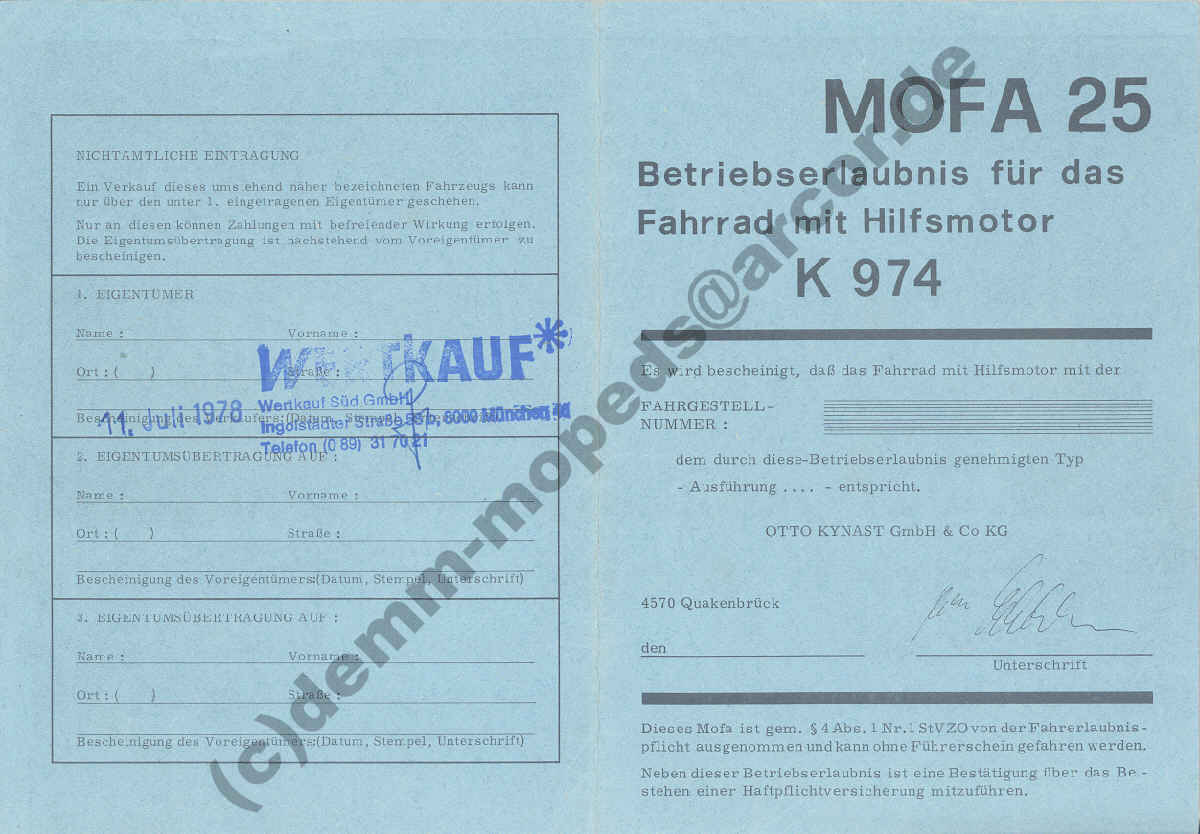 NICHTAMTLICHE EINTRAGUNG
Ein Verkauf dieses umstehend näher bezeichneten Fahrzeugs kann
nur über den unter 1. eingetragenen Eigentümer geschehen.
Nur an diesen können Zahlungen mit befreiender Wirkung erfolgen.
Die Eigentumsübertragung ist nachstehend vom Voreigentümer zu
bescheinigen.
1. EIGENTÜMER
Name : Vorname :
Ort : ( ) Straße :
Bescheinigung des Verkäufers: (Datum, Stempel, Unterschrift)
WERTKAUF*
11. Juli 1978
Wertkauf Süd GmbH
Ingolstädter Straße 53 b, 8000 München 46
Telefon (0 89) 31 70 21
2. EIGENTUMSÜBERTRAGUNG AUF :
Name : Vorname :
Ort : ( ) Straße :
Bescheinigung des Voreigentümers:(Datum, Stempel, Unterschrift)
3. EIGENTUMSÜBERTRAGUNG AUF :
Name : Vorname :
Ort : ( ) Straße :
Bescheinigung des Voreigentümers:(Datum, Stempel, Unterschrift)
MOFA 25
Betriebserlaubnis für das
Fahrrad mit Hilfsmotor
K 974
Es wird bescheinigt, daß das Fahrrad mit Hilfsmotor mit der
FAHRGESTELL-
NUMMER :
dem durch diese-Betriebserlaubnis genehmigten Typ
- Ausführung .... - entspricht.
OTTO KYNAST GmbH & Co KG
4570 Quakenbrück
den
Unterschrift
Dieses Mofa ist gem. § 4 Abs. 1 Nr. 1 StVZO von der Fahrerlaubnis-
pflicht ausgenommen und kann ohne Führerschein gefahren werden.
Neben dieser Betriebserlaubnis ist eine Bestätigung über das Be-
stehen einer Haftpflichtversicherung mitzuführen.
(c)demm-mopeds@arcor.de